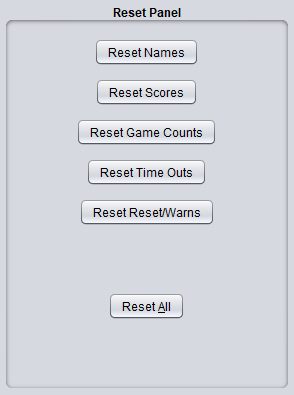 Reset Panel
Reset Names
Reset Scores
Reset Game Counts
Reset Time Outs
Reset Reset/Warns
Reset All